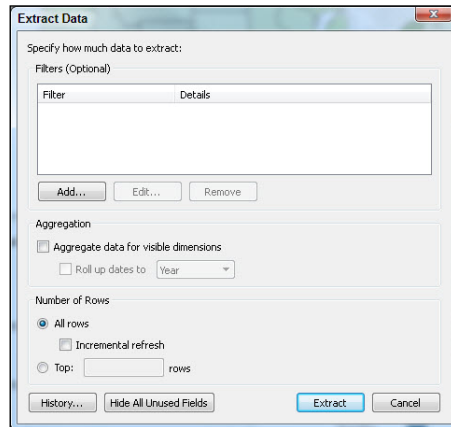 Extract Data
Specify how much data to extract:
Filters (Optional)
Filter Details
Add... Edit... Remove
Aggregation
Aggregate data for visible dimensions
Roll up dates to Year
Number of Rows
All rows
Incremental refresh
Top: rows
History... Hide All Unused Fields Extract Cancel